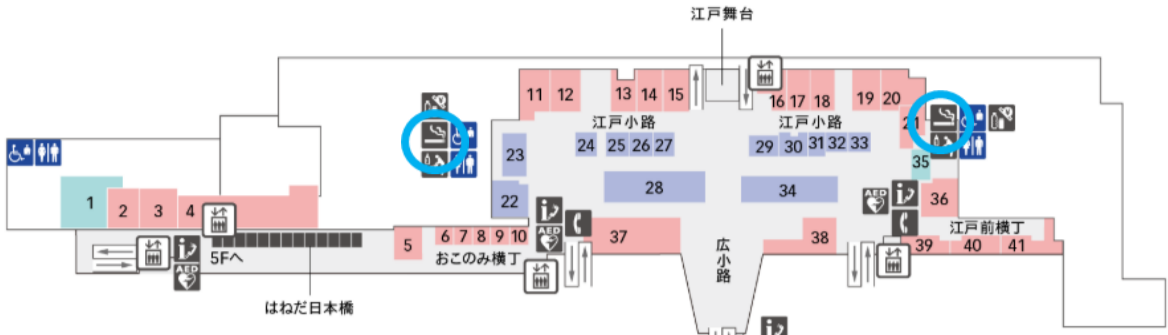 江戸舞台
11 12 13 14 15 16 17 18 19 20
21
江戸小路
江戸小路
23 24 25 26 27 29 30 31 32 33
35
22 28 34 36
AED
1 2 3 4
5 6 7 8 9 10
37 38
AED
江戸前横丁
39 40 41
おこのみ横丁
広小路
5Fへ
AED
はねだ日本橋